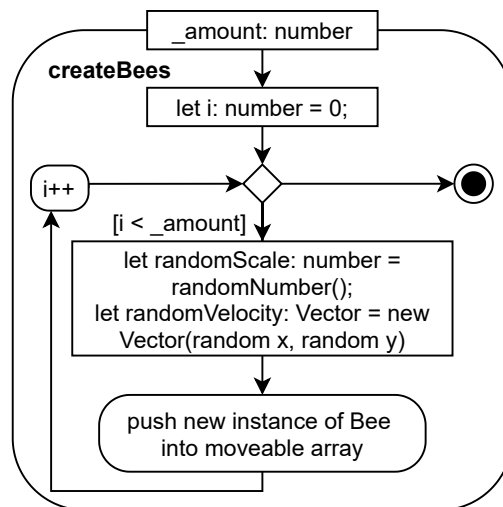 _amount: number
createBees
let i: number = 0;
i++
[i < _amount]
let randomScale: number =
randomNumber();
let randomVelocity: Vector = new
Vector(random x, random y)
push new instance of Bee
into moveable array